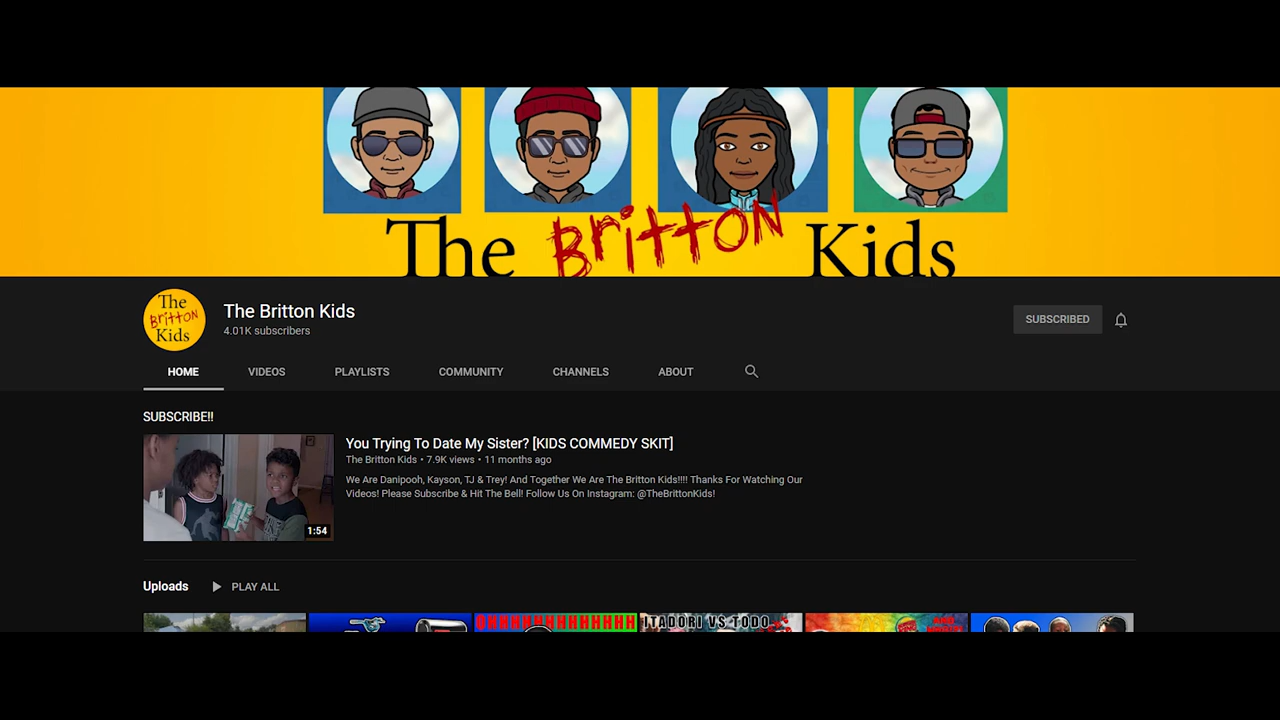 The Britton Kids
The
Britton
Kids
The Britton Kids
4.01K subscribers
SUBSCRIBED
HOME
VIDEOS
PLAYLISTS
COMMUNITY
CHANNELS
ABOUT
SUBSCRIBE!!
1:54
You Trying To Date My Sister? [KIDS COMMEDY SKIT]
The Britton Kids • 7.9K views • 11 months ago
We Are Danipooh, Kayson, TJ & Trey! And Together We Are The Britton Kids!!!! Thanks For Watching Our
Videos! Please Subscribe & Hit The Bell! Follow Us On Instagram: @TheBrittonKids!
Uploads
PLAY ALL
OHHHHHHHHHHHHH
ITADORI VS TODO